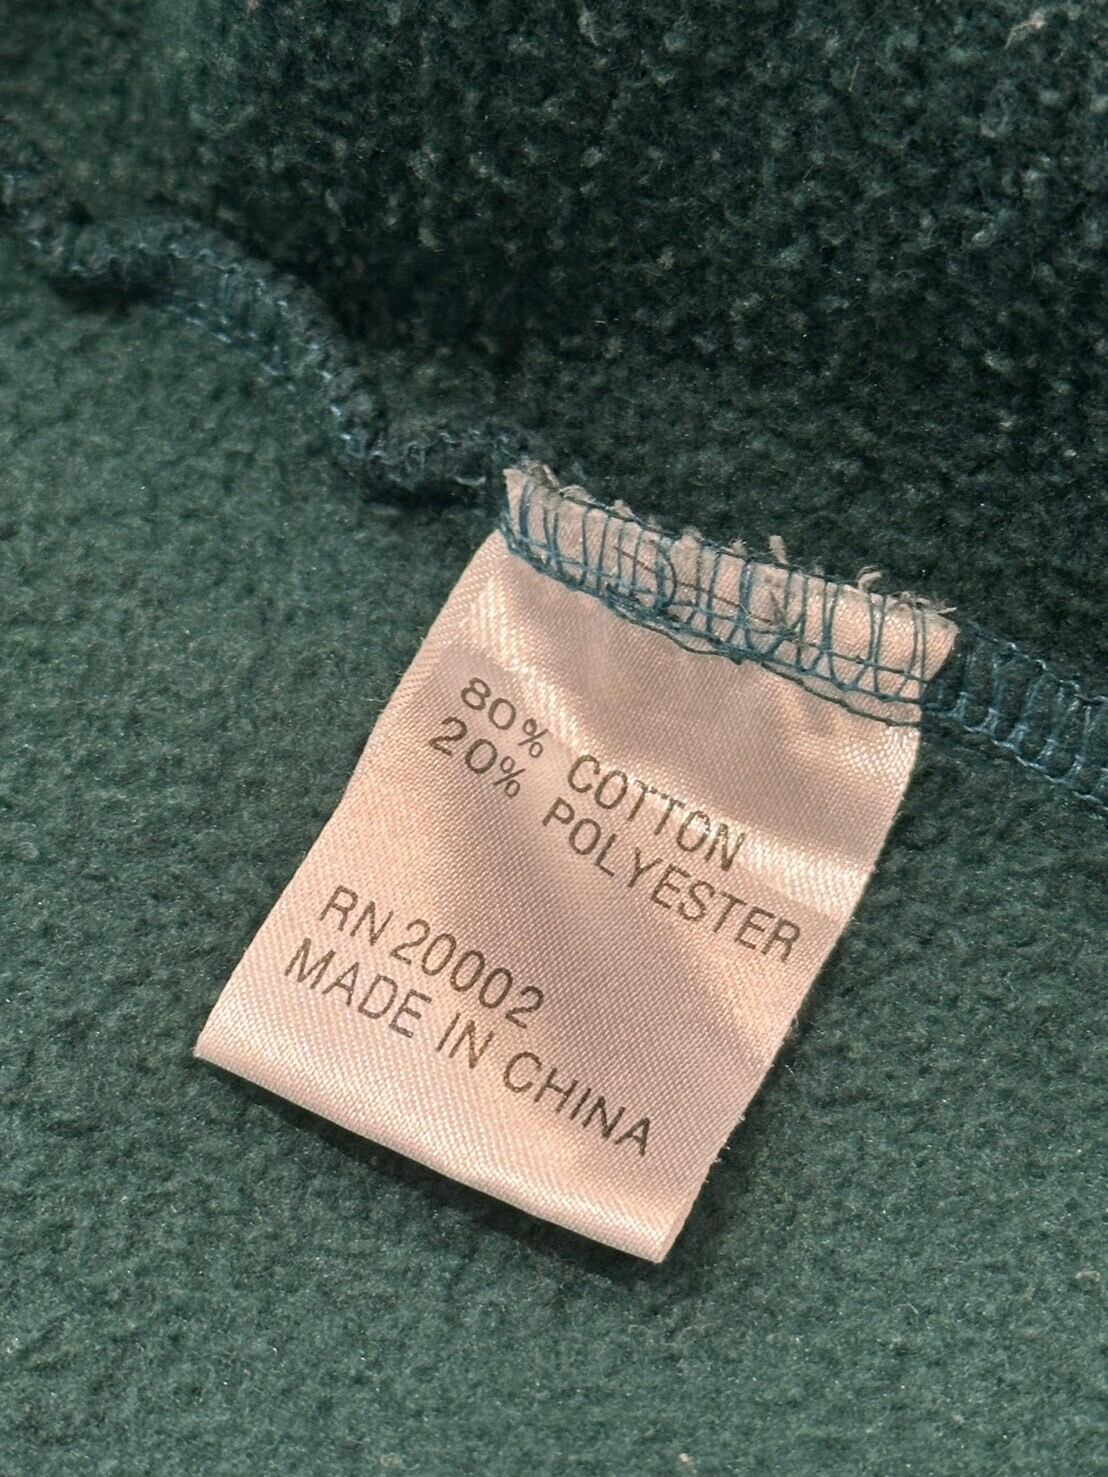 80% COTTON
20% POLYESTER
RN 20002
MADE IN CHINA